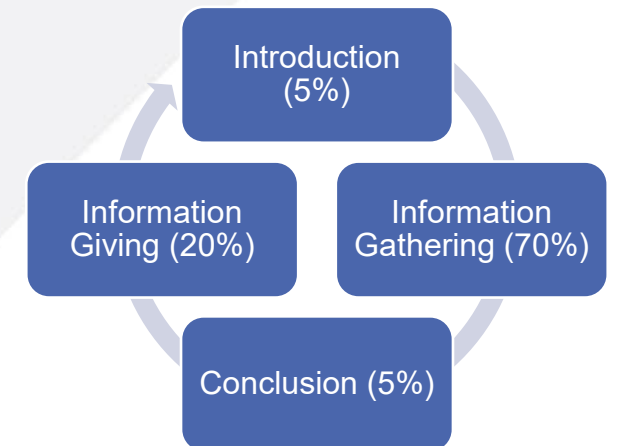 Introduction
(5%)
Information
Giving (20%)
Information
Gathering (70%)
Conclusion (5%)